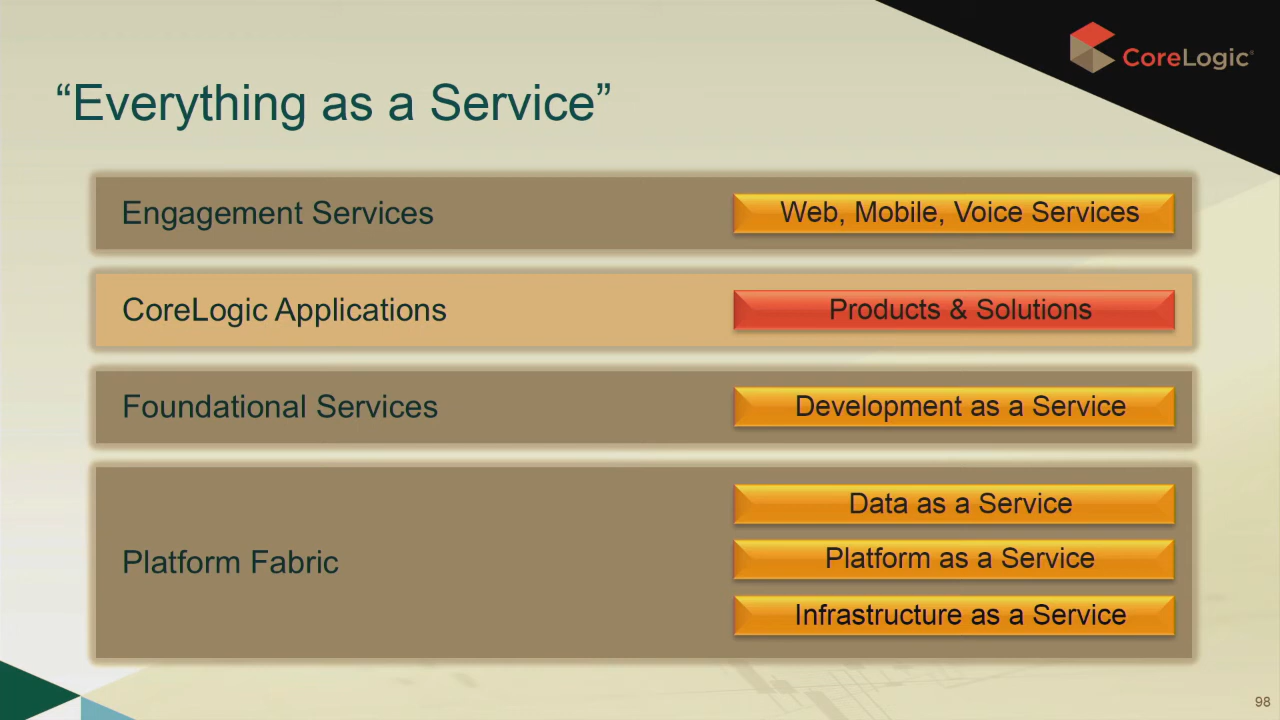 CoreLogic®
“Everything as a Service”
Engagement Services
Web, Mobile, Voice Services
CoreLogic Applications
Products & Solutions
Foundational Services
Development as a Service
Platform Fabric
Data as a Service
Platform as a Service
Infrastructure as a Service
98